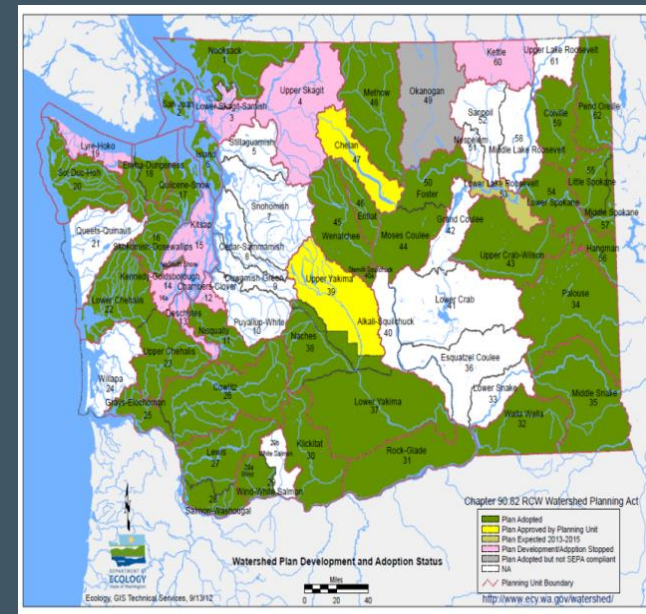 Nooksack
1
San Juan
2
Lower Skagit-Samish
3
Upper Skagit
4
Methow
48
Okanogan
49
Kettle
60
Upper Lake Roosevelt
61
Pend Oreille
62
Colville
59
Sanpoil
52
58
Middle Lake Roosevelt
Nespelem
51
Lyre-Hoko
19
Sol Duc-Hoh
20
Elwha-Dungeness
18
Quilcene-Snow
17
Island
Stillaguamish
5
Chelan
47
Snohomish
7
Entiat
46
Wenatchee
45
Foster
50
Lower Lake Roosevelt
53
Lower Spokane
54
55
Little Spokane
Middle Spokane
57
Hangman
56
Queets-Quinault
21
Skokomish-Dosewallips
16
Kitsap
15
Cedar-Sammamish
8
Moses Coulee
44
Grand Coulee
42
Upper Crab-Wilson
43
Kennedy-Goldsborough
14
Chambers-Clover
12
Duwamish-Green
9
Upper Yakima
39
Palouse
34
Lower Chehalis
22
Deschutes
Nisqually
11
Puyallup-White
10
Alkali-Squilchuck
40
Lower Crab
41
Upper Chehalis
23
Naches
38
Esquatzel Coulee
36
Willapa
24
Grays-Elochoman
25
Cowlitz
26
Lower Yakima
37
Lower Snake
33
Walla Walla
32
Middle Snake
35
Lewis
27
Klickitat
30
Rock-Glade
31
Wind-White Salmon
29
Salmon-Washougal
28
Chapter 90.82 RCW Watershed Planning Act
Plan Adopted
Plan Approved by Planning Unit
Plan Expected 2013-2015
Plan Development/Adoption Stopped
Plan Adopted but not SEPA compliant
NA
Planning Unit Boundary
http://www.ecy.wa.gov/watershed/
DEPARTMENT OF
ECOLOGY
State of Washington
Watershed Plan Development and Adoption Status
Miles
0 20 40
Ecology, GIS Technical Services, 9/13/12